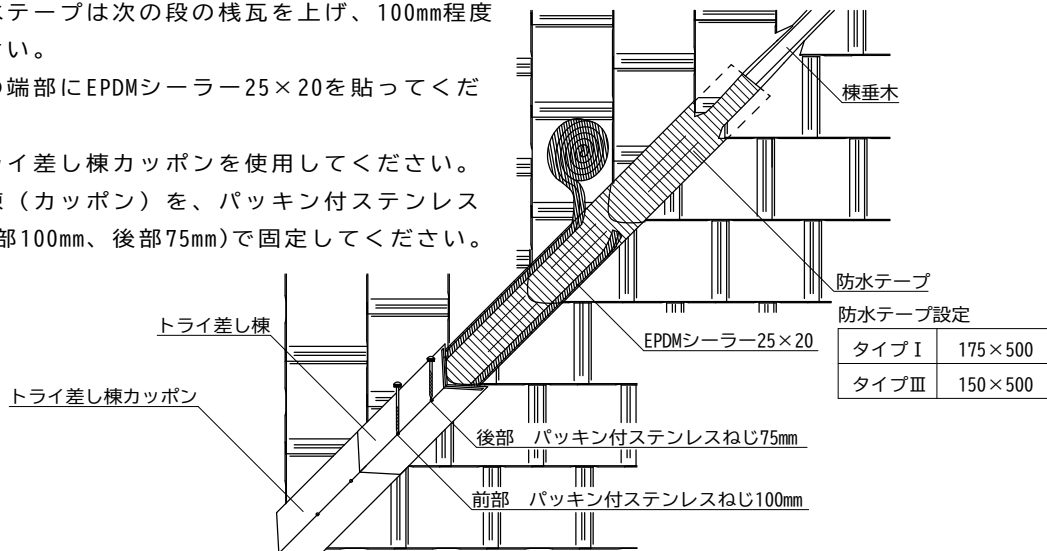 ステープは次の段の桟瓦を上げ、100mm程度
さい。
の端部にEPDMシーラー25×20を貼ってくだ
ライ差し棟カッポンを使用してください。
棟（カッポン）を、パッキン付ステンレス
部100mm、後部75mm)で固定してください。
棟垂木
防水テープ
防水テープ設定
タイプⅠ 175×500
タイプⅢ 150×500
EPDMシーラー25×20
トライ差し棟
トライ差し棟カッポン
後部 パッキン付ステンレスねじ75mm
前部 パッキン付ステンレスねじ100mm